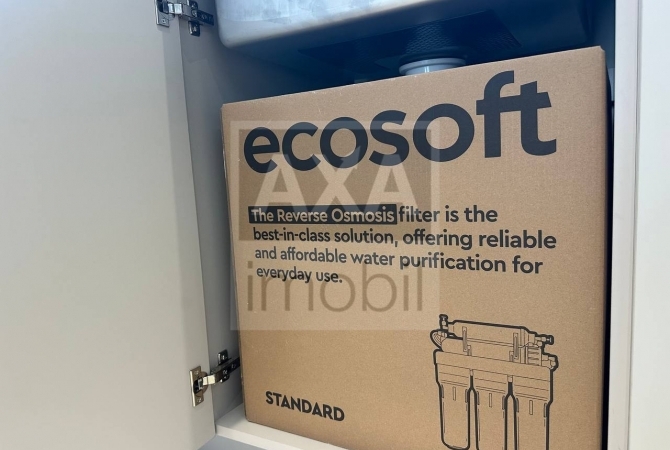 ecosoft
AXA
imobil
The Reverse Osmosis filter is the
best-in-class solution, offering reliable
and affordable water purification for
everyday use.
STANDARD